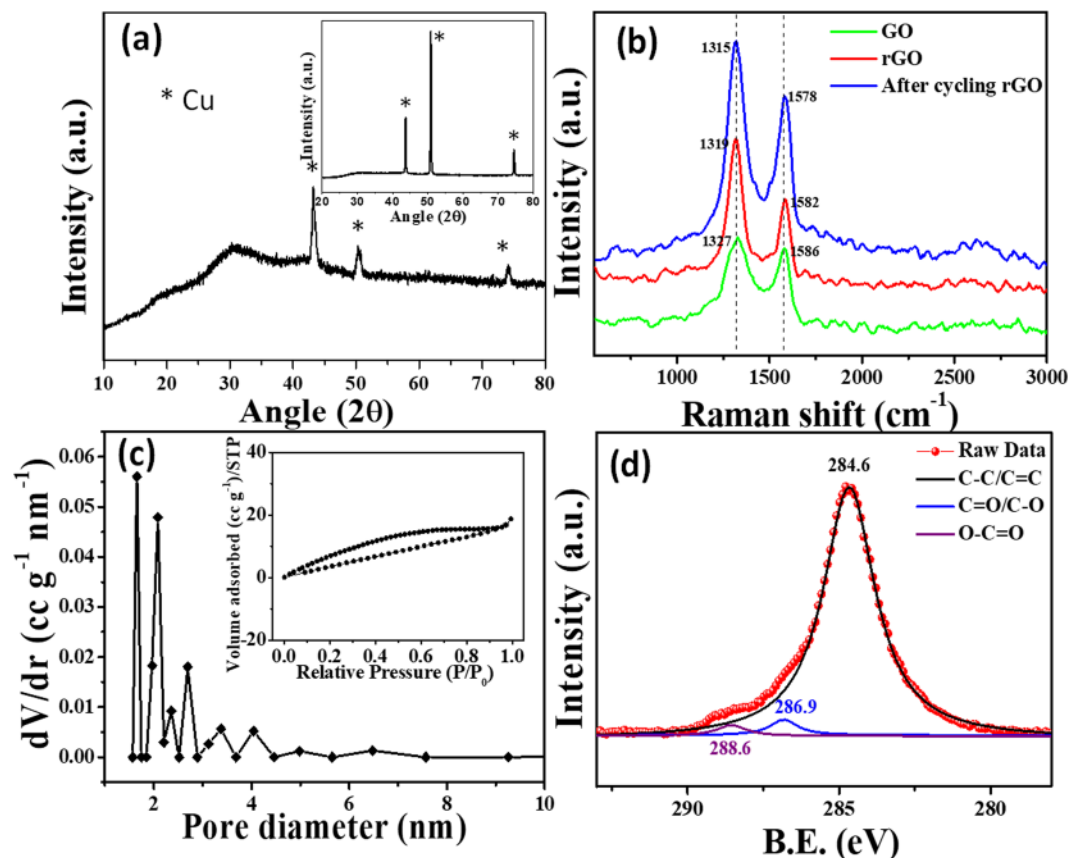 (a)
* Cu
Intensity (a.u.)
Angle (2θ)
10 20 30 40 50 60 70 80
* * *
Intensity (a.u.)
Angle (2θ)
20 30 40 50 60 70 80
* * *
(b)
GO
rGO
After cycling rGO
1315
1578
1319
1582
1327
1586
Intensity (a.u.)
1000 1500 2000 2500 3000
Raman shift (cm⁻¹)
(c)
dV/dr (cc g⁻¹ nm⁻¹)
0.06
0.05
0.04
0.03
0.02
0.01
0.00
2 4 6 8 10
Pore diameter (nm)
Volume adsorbed (cc g⁻¹)/STP
40
20
0
-20
0.0 0.2 0.4 0.6 0.8 1.0
Relative Pressure (P/P₀)
(d)
Raw Data
C-C/C=C
C=O/C-O
O-C=O
284.6
286.9
288.6
Intensity (a.u.)
290 285 280
B.E. (eV)